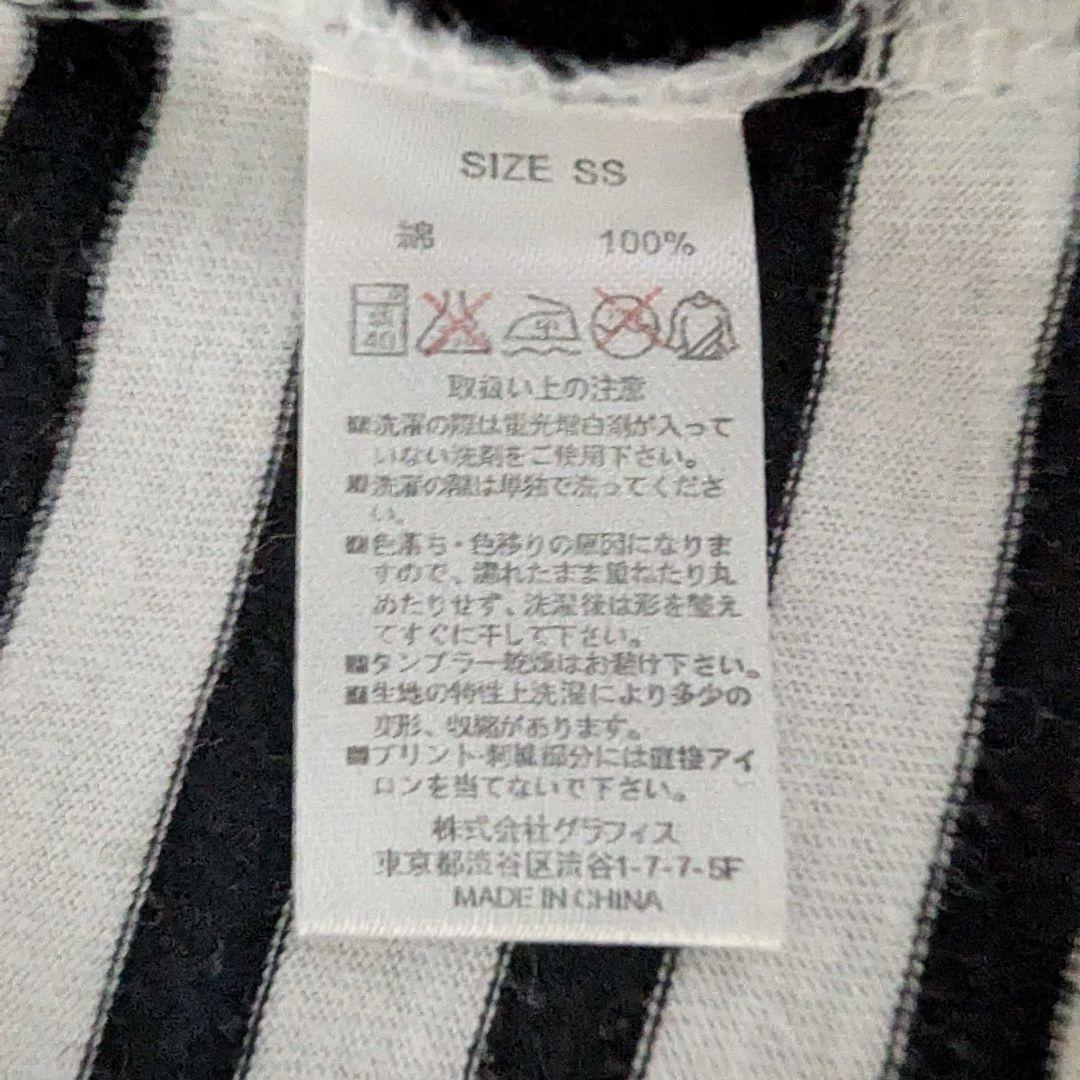 SIZE SS
綿 100%
40 中
取扱い上の注意
■洗濯の際は蛍光増白剤が入って
いない洗剤をご使用下さい。
■洗濯の際は単独で洗ってくださ
い。
■色落ち・色移りの原因になりま
すので、濡れたまま重ねたり丸
めたりせず、洗濯後は形を整え
てすぐに干して下さい。
■タンブラー乾燥はお避け下さい。
■生地の特性上洗濯により多少の
変形、収縮があります。
■プリント・刺繍部分には直接アイ
ロンを当てないで下さい。
株式会社グラフィス
東京都渋谷区渋谷1-7-7-5F
MADE IN CHINA